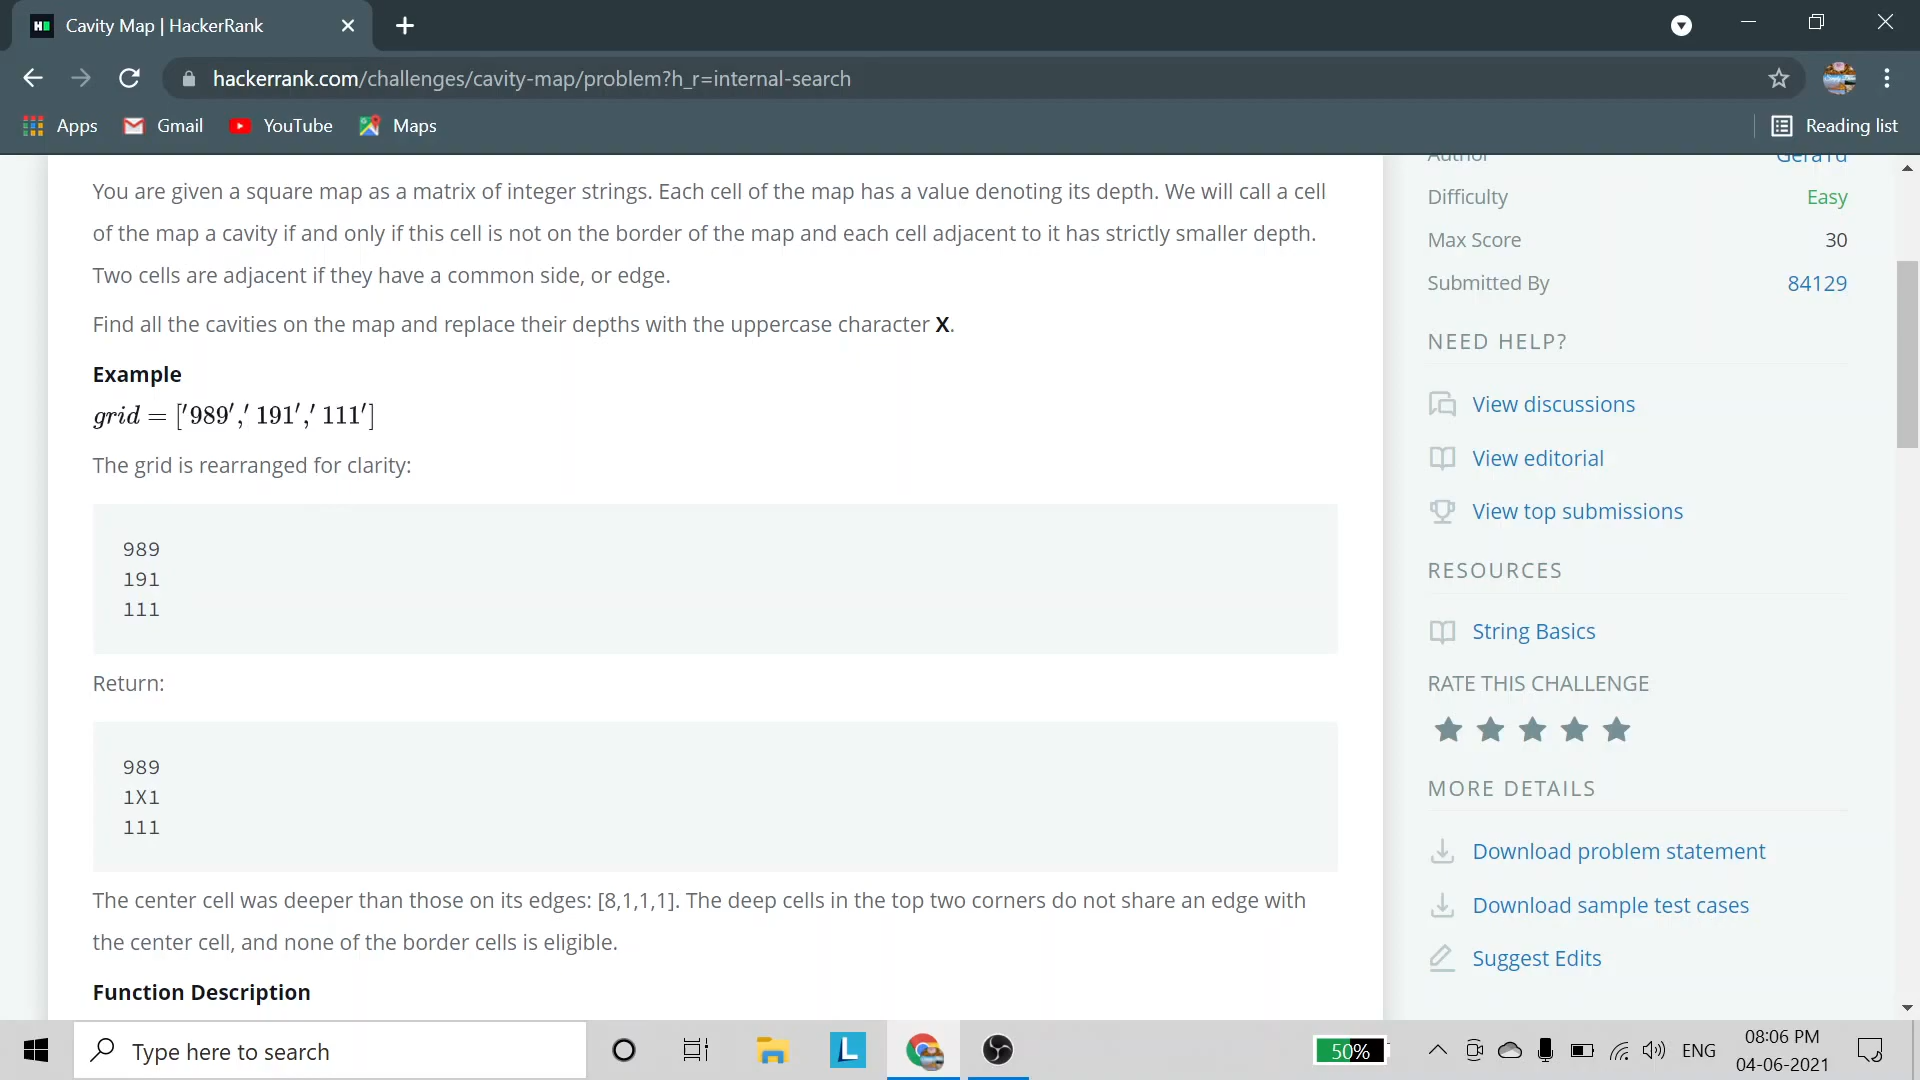 Cavity Map | HackerRank
hackerrank.com/challenges/cavity-map/problem?h_r=internal-search
Apps
Gmail
YouTube
Maps
Reading list
You are given a square map as a matrix of integer strings. Each cell of the map has a value denoting its depth. We will call a cell
of the map a cavity if and only if this cell is not on the border of the map and each cell adjacent to it has strictly smaller depth.
Two cells are adjacent if they have a common side, or edge.
Find all the cavities on the map and replace their depths with the uppercase character X.
Example
grid = ['989','191','111']
The grid is rearranged for clarity:
989
191
111
Return:
989
1X1
111
The center cell was deeper than those on its edges: [8,1,1,1]. The deep cells in the top two corners do not share an edge with
the center cell, and none of the border cells is eligible.
Function Description
Author
Difficulty Easy
Max Score 30
Submitted By 84129
NEED HELP?
View discussions
View editorial
View top submissions
RESOURCES
String Basics
RATE THIS CHALLENGE
MORE DETAILS
Download problem statement
Download sample test cases
Suggest Edits
Type here to search
L
50%
ENG
08:06 PM
04-06-2021